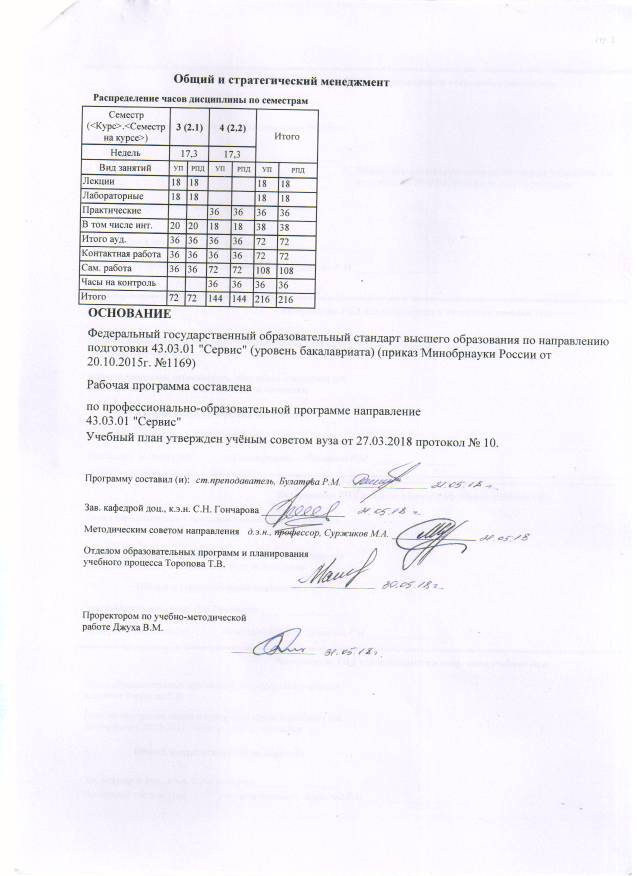 Общий и стратегический менеджмент
Распределение часов дисциплины по семестрам
Семестр (<Курс>.<Семестр на курсе>) 3 (2.1) 4 (2.2) Итого
Недель 17,3 17,3
Вид занятий УП РПД УП РПД УП РПД
Лекции 18 18 18 18
Лабораторные 18 18 18 18
Практические 36 36 36 36
В том числе инт. 20 20 18 18 38 38
Итого ауд. 36 36 36 36 72 72
Контактная работа 36 36 36 36 72 72
Сам. работа 36 36 72 72 108 108
Часы на контроль 36 36 36 36
Итого 72 72 144 144 216 216
ОСНОВАНИЕ
Федеральный государственный образовательный стандарт высшего образования по направлению
подготовки 43.03.01 "Сервис" (уровень бакалавриата) (приказ Минобрнауки России от
20.10.2015г. №1169)
Рабочая программа составлена
по профессионально-образовательной программе направление
43.03.01 "Сервис"
Учебный план утвержден учёным советом вуза от 27.03.2018 протокол № 10.
Программу составил (и): ст.преподаватель, Булатова Р.М. 21.05.18 г.
Зав. кафедрой доц., к.э.н. С.Н. Гончарова 21.05.18 г.
Методическим советом направления д.э.н., профессор, Суржиков М.А. 21.05.18
Отделом образовательных программ и планирования
учебного процесса Торопова Т.В.
30.05.18 г.
Проректором по учебно-методической
работе Джуха В.М.
31.05.18 г.